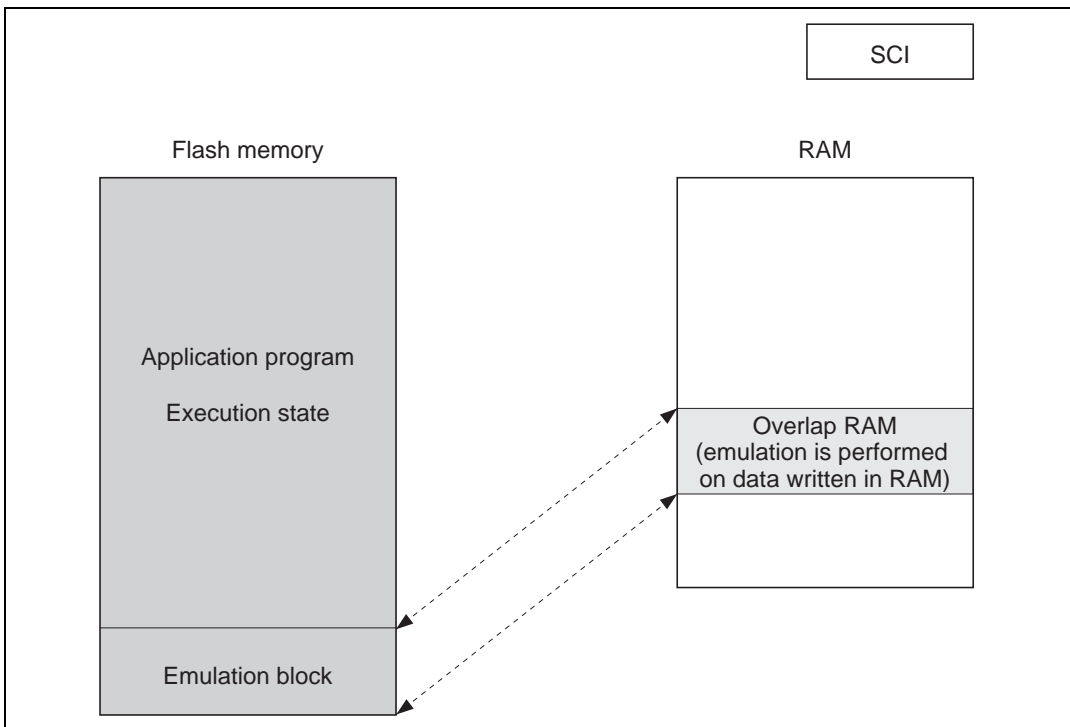 SCI
Flash memory
RAM
Application program
Execution state
Overlap RAM
(emulation is performed
on data written in RAM)
Emulation block